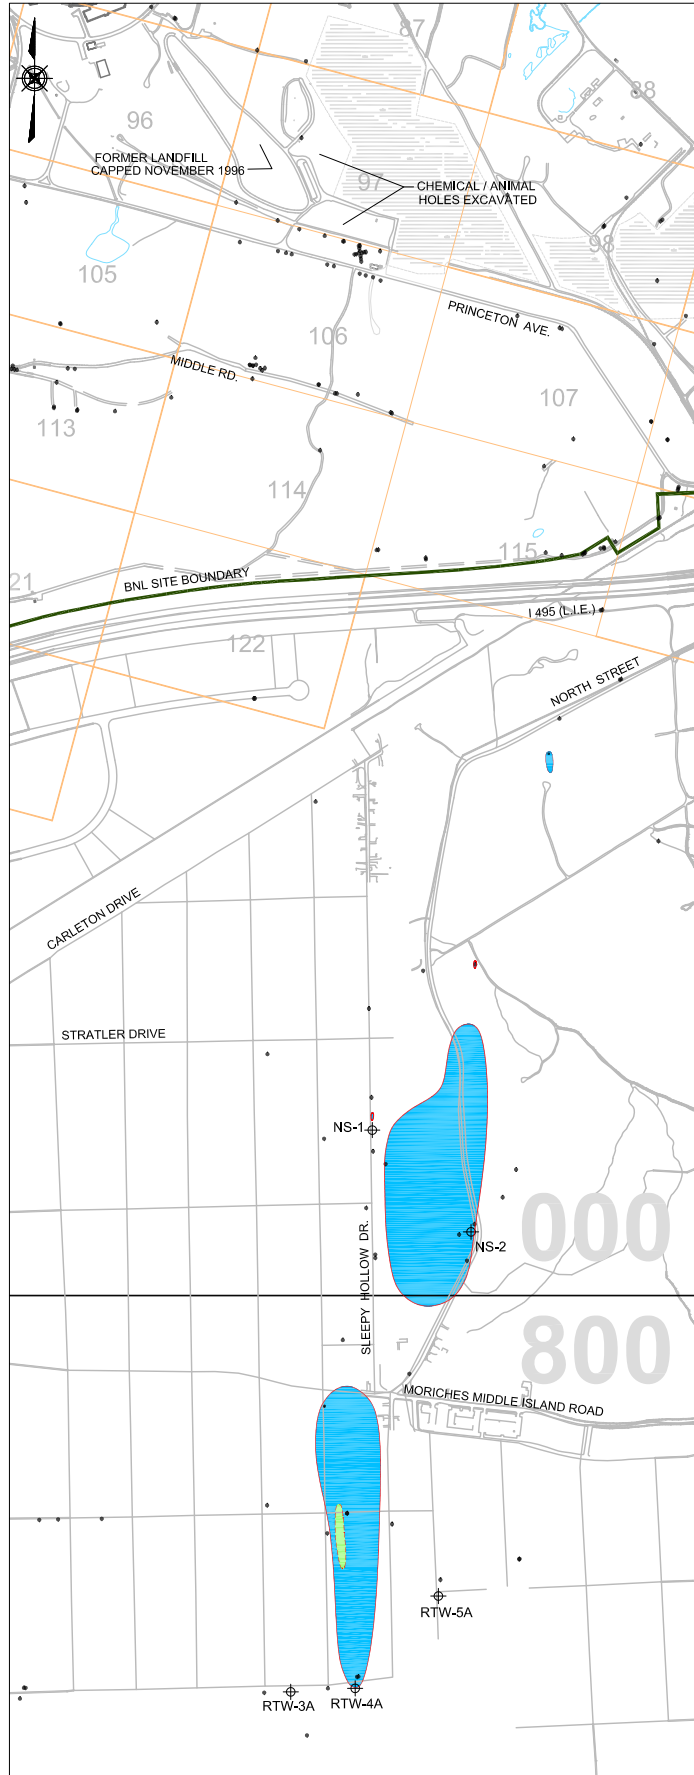 87
88
96
FORMER LANDFILL
CAPPED NOVEMBER 1996
97
CHEMICAL / ANIMAL
HOLES EXCAVATED
98
105
PRINCETON AVE.
106
MIDDLE RD.
107
113
114
115
21
BNL SITE BOUNDARY
I 495 (L.I.E.)
122
NORTH STREET
CARLETON DRIVE
STRATLER DRIVE
NS-1
NS-2
000
SLEEPY HOLLOW DR.
800
MORICHES MIDDLE ISLAND ROAD
RTW-5A
RTW-3A
RTW-4A